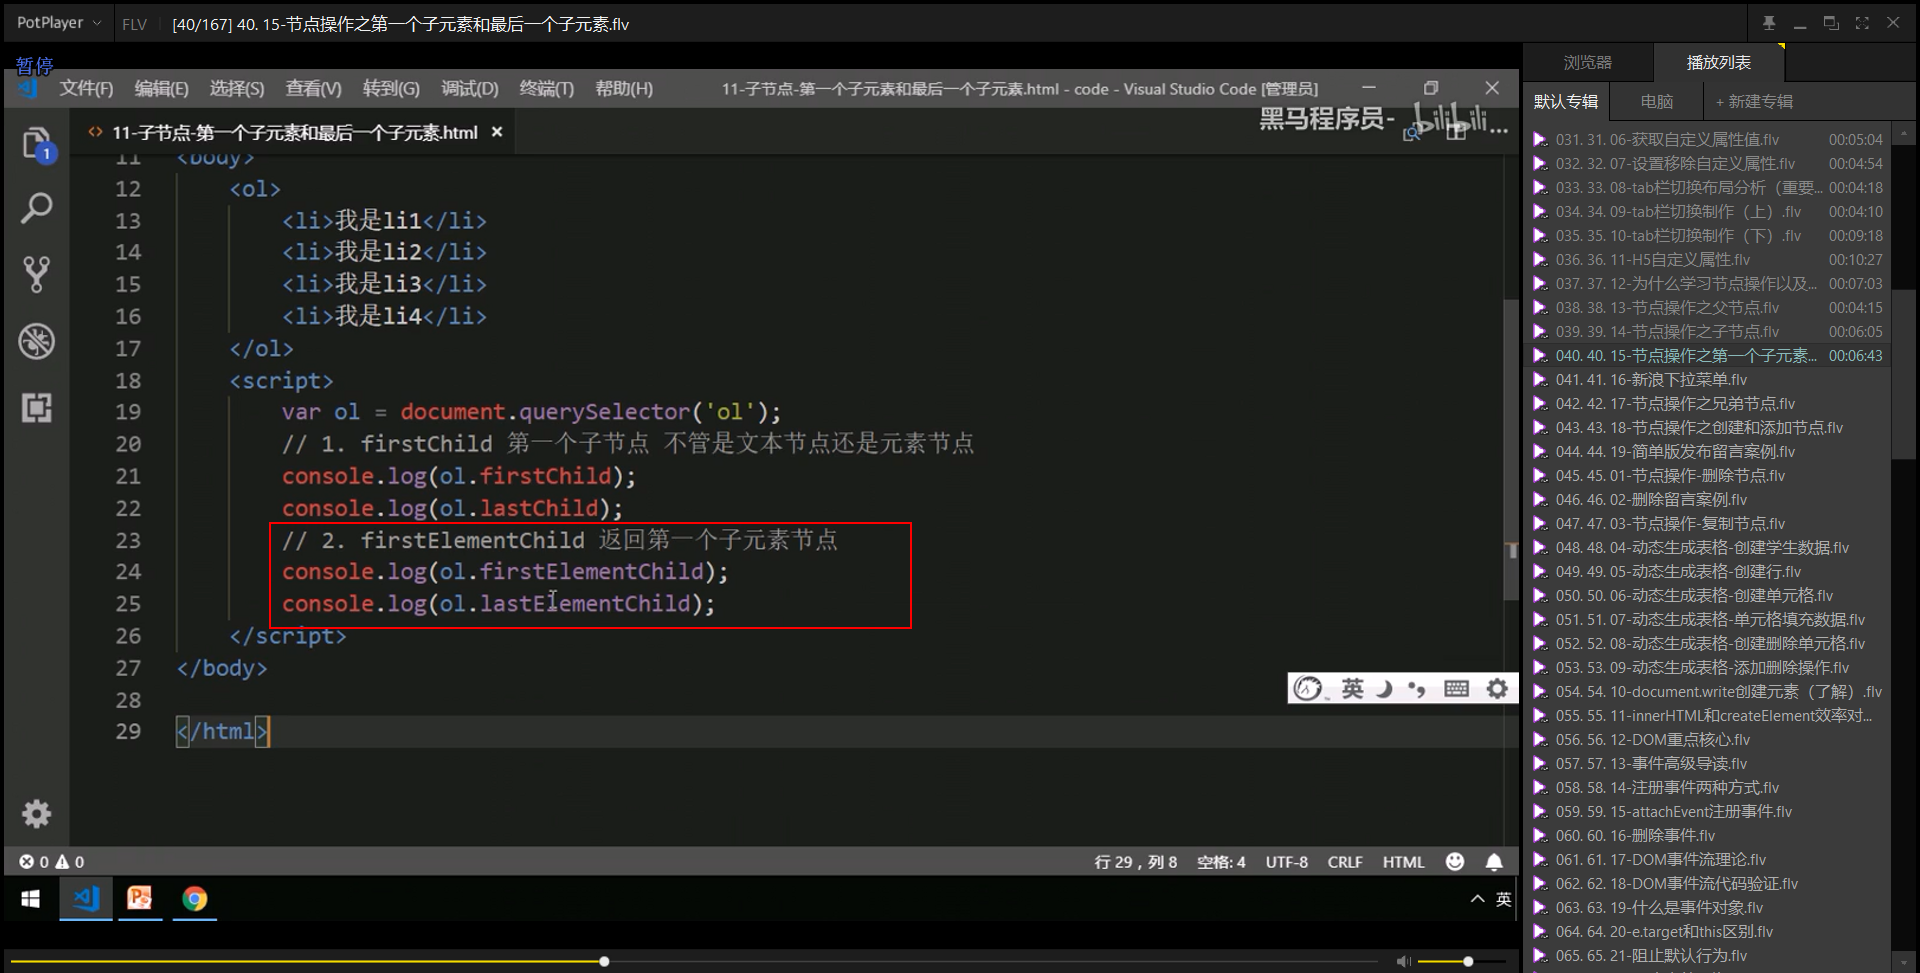 PotPlayer FLV [40/167] 40. 15-节点操作之第一个子元素和最后一个子元素.flv
暂停
文件(F) 编辑(E) 选择(S) 查看(V) 转到(G) 调试(D) 终端(T) 帮助(H) 11-子节点-第一个子元素和最后一个子元素.html - code - Visual Studio Code [管理员]
黑马程序员- bilibili
<> 11-子节点-第一个子元素和最后一个子元素.html ×
1
11 <body>
12 <ol>
13 <li>我是li1</li>
14 <li>我是li2</li>
15 <li>我是li3</li>
16 <li>我是li4</li>
17 </ol>
18 <script>
19 var ol = document.querySelector('ol');
20 // 1. firstChild 第一个子节点 不管是文本节点还是元素节点
21 console.log(ol.firstChild);
22 console.log(ol.lastChild);
23 // 2. firstElementChild 返回第一个子元素节点
24 console.log(ol.firstElementChild);
25 console.log(ol.lastElementChild);
26 </script>
27 </body>
28
29 </html>
英
0 0 行 29，列 8 空格: 4 UTF-8 CRLF HTML
英
浏览器 播放列表
默认专辑 电脑 + 新建专辑
031. 31. 06-获取自定义属性值.flv 00:05:04
032. 32. 07-设置移除自定义属性.flv 00:04:54
033. 33. 08-tab栏切换布局分析（重要... 00:04:18
034. 34. 09-tab栏切换制作（上）.flv 00:04:10
035. 35. 10-tab栏切换制作（下）.flv 00:09:18
036. 36. 11-H5自定义属性.flv 00:10:27
037. 37. 12-为什么学习节点操作以及... 00:07:03
038. 38. 13-节点操作之父节点.flv 00:04:15
039. 39. 14-节点操作之子节点.flv 00:06:05
040. 40. 15-节点操作之第一个子元素... 00:06:43
041. 41. 16-新浪下拉菜单.flv
042. 42. 17-节点操作之兄弟节点.flv
043. 43. 18-节点操作之创建和添加节点.flv
044. 44. 19-简单版发布留言案例.flv
045. 45. 01-节点操作-删除节点.flv
046. 46. 02-删除留言案例.flv
047. 47. 03-节点操作-复制节点.flv
048. 48. 04-动态生成表格-创建学生数据.flv
049. 49. 05-动态生成表格-创建行.flv
050. 50. 06-动态生成表格-创建单元格.flv
051. 51. 07-动态生成表格-单元格填充数据.flv
052. 52. 08-动态生成表格-创建删除单元格.flv
053. 53. 09-动态生成表格-添加删除操作.flv
054. 54. 10-document.write创建元素（了解）.flv
055. 55. 11-innerHTML和createElement效率对...
056. 56. 12-DOM重点核心.flv
057. 57. 13-事件高级导读.flv
058. 58. 14-注册事件两种方式.flv
059. 59. 15-attachEvent注册事件.flv
060. 60. 16-删除事件.flv
061. 61. 17-DOM事件流理论.flv
062. 62. 18-DOM事件流代码验证.flv
063. 63. 19-什么是事件对象.flv
064. 64. 20-e.target和this区别.flv
065. 65. 21-阻止默认行为.flv